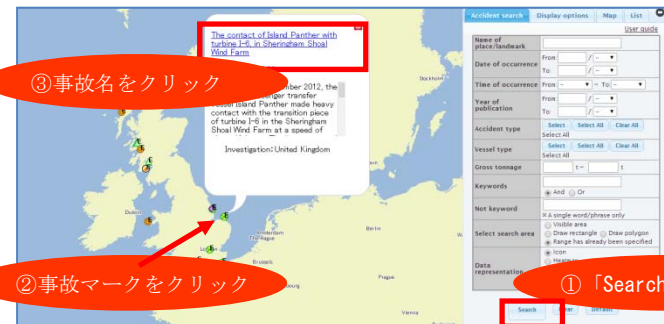 The contact of Island Panther with
turbine I-6, in Sheringham Shoal
Wind Farm
③事故名をクリック
ber 2012, the
nger transfer
Island Panther made heavy
contact with the transition piece
of turbine I-6 in the Sheringham
Shoal Wind Farm at a speed of
Investigation:United Kingdom
Stockholm
Dublin
Amsterdam
The Hague
Berlin
Brussels
Prague
Vienna
②事故マークをクリック
Accident search
Display options
Map
List
User guide
Name of
place/landmark
Date of occurrence
From: / -
To: / -
Time of occurrence
From: - ~ To: -
Year of
publication
From: / -
To: / -
Accident type
Select Select All Clear All
Select All
Vessel type
Select Select All Clear All
Select All
Gross tonnage
t ~ t
Keywords
And Or
Not keyword
※A single word/phrase only
Select search area
Visible area
Draw rectangle Draw polygon
Range has already been specified
Data
representation
Icon
①「Search
Search
Clear
Default